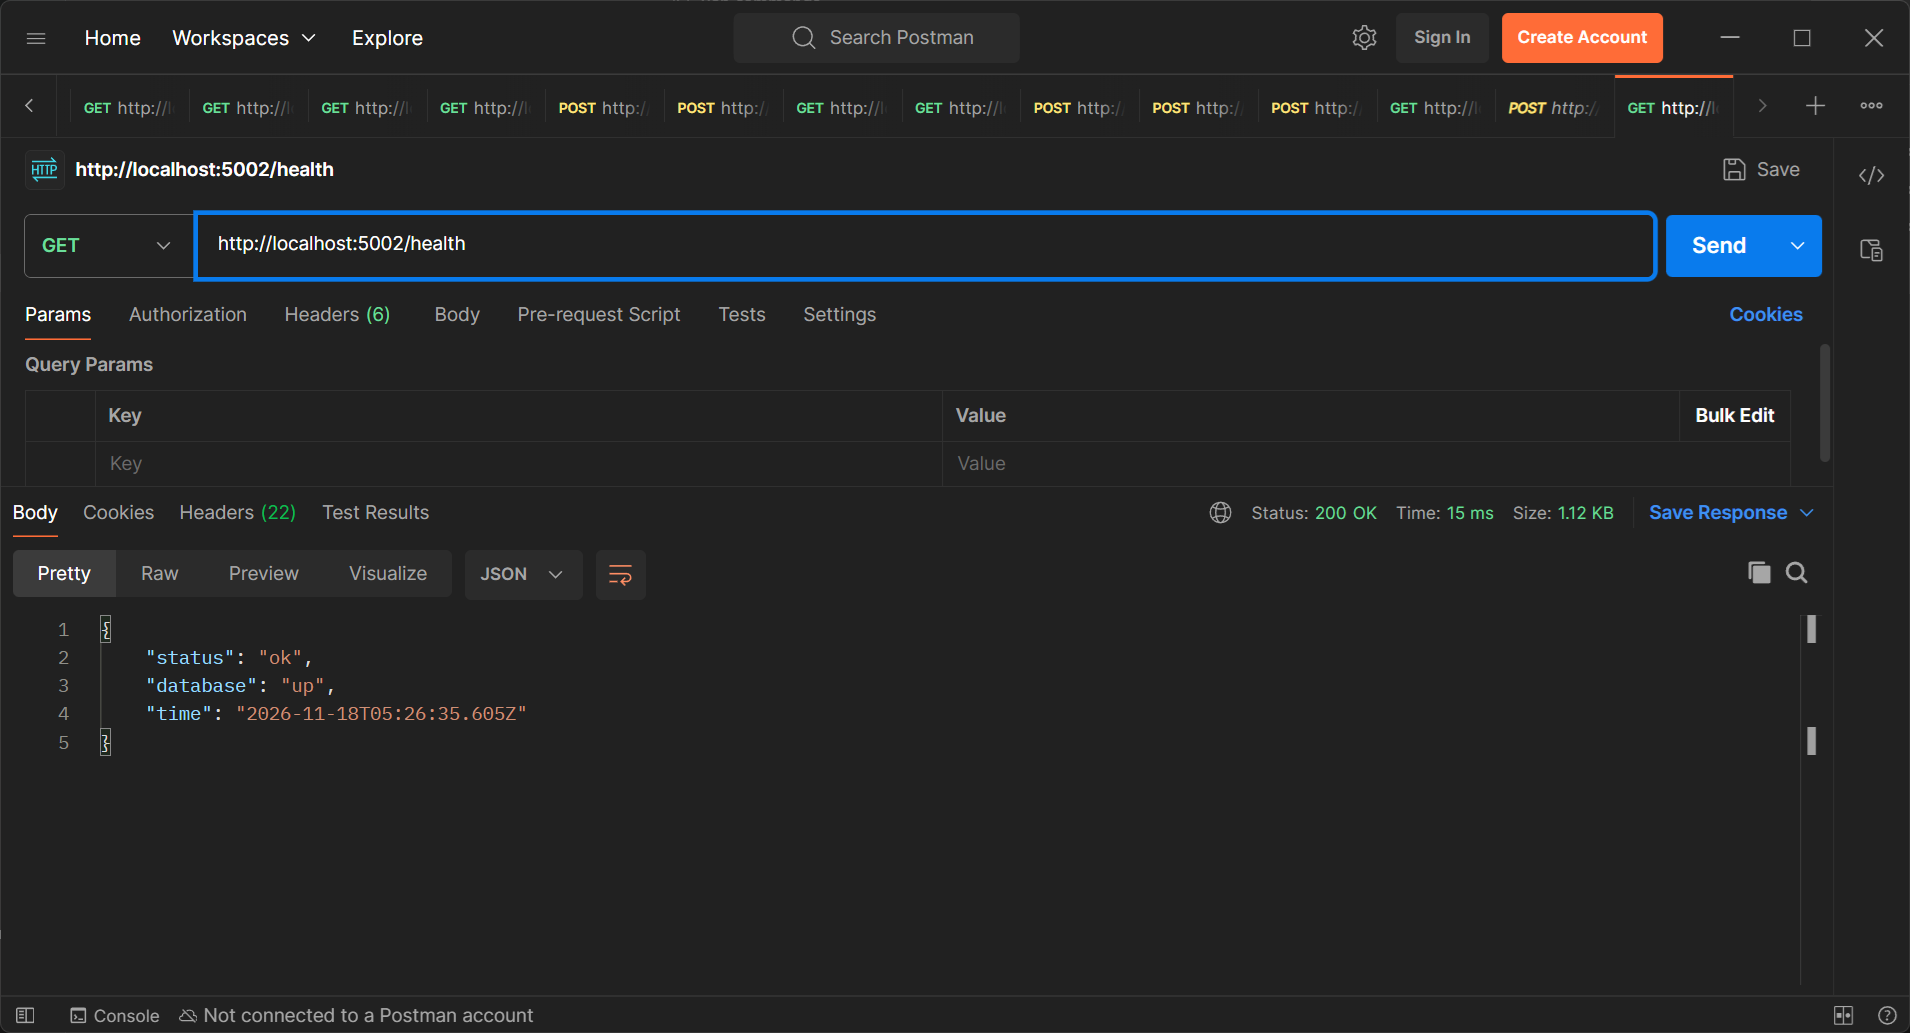 Home Workspaces Explore Search Postman Sign In Create Account
GET http://l GET http://l GET http://l GET http://l POST http:/ POST http:/ GET http://l GET http://l POST http:/ POST http:/ POST http:/ GET http://l POST http:/ GET http://l
HTTP http://localhost:5002/health Save
GET http://localhost:5002/health Send
Params Authorization Headers (6) Body Pre-request Script Tests Settings Cookies
Query Params
Key Value Bulk Edit
Key Value
Body Cookies Headers (22) Test Results Status: 200 OK Time: 15 ms Size: 1.12 KB Save Response
Pretty Raw Preview Visualize JSON
1 {
2 "status": "ok",
3 "database": "up",
4 "time": "2026-11-18T05:26:35.605Z"
5 }
Console Not connected to a Postman account